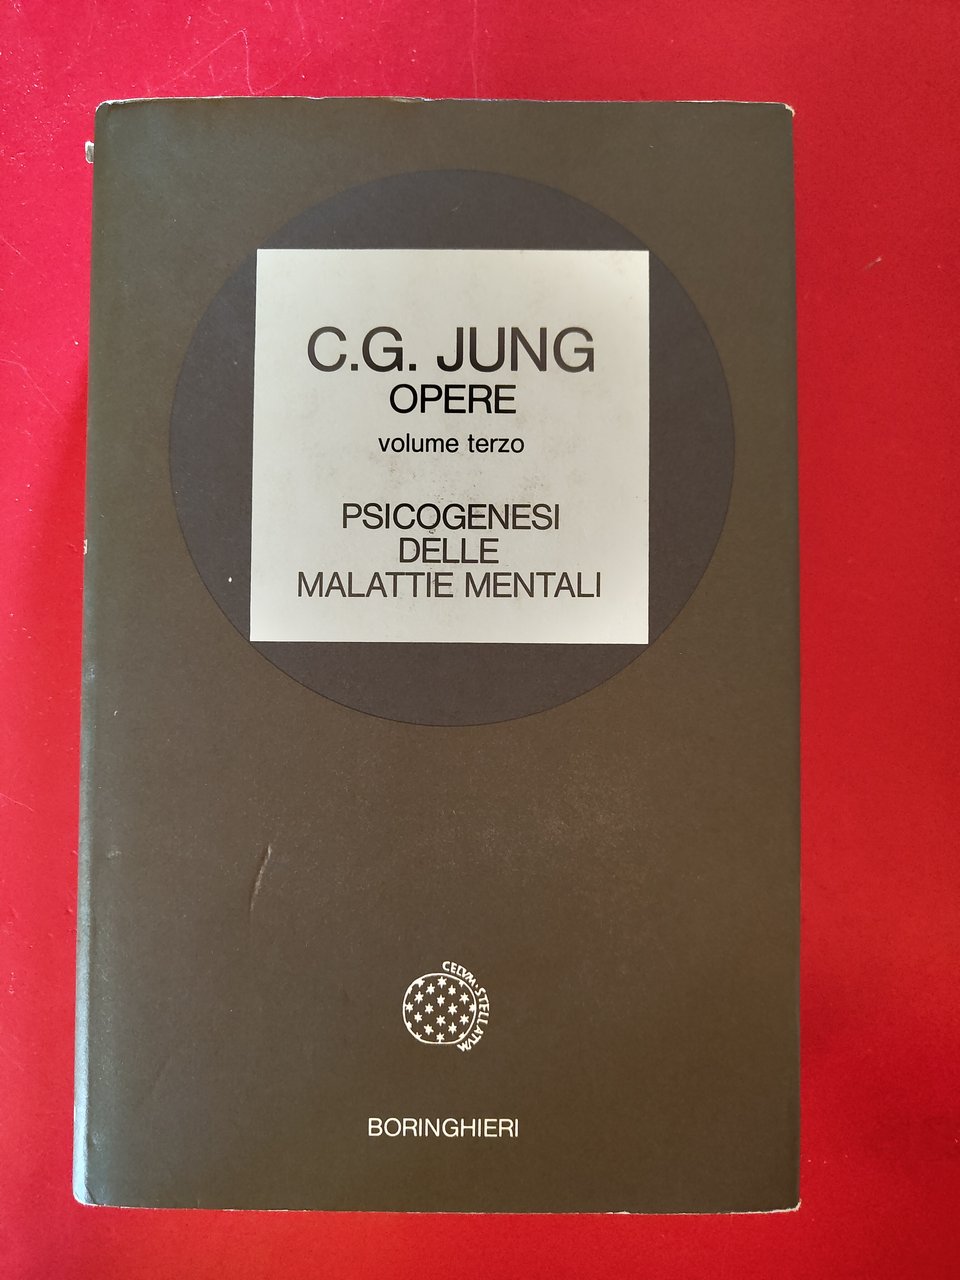 C.G. JUNG
OPERE
volume terzo
PSICOGENESI
DELLE
MALATTIE MENTALI
CELVM·STELLATVM
BORINGHIERI